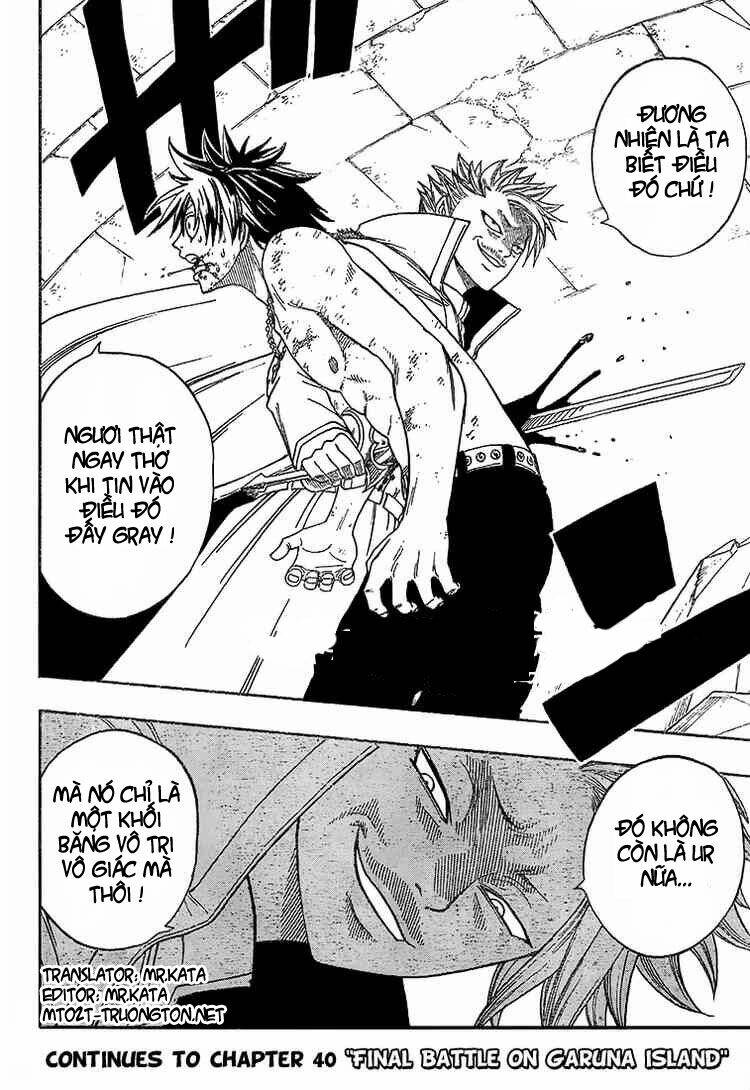 ĐƯƠNG
NHIÊN LÀ TA
BIẾT ĐIỀU
ĐÓ CHỨ !
NGƯƠI THẬT
NGAY THƠ
KHI TIN VÀO
ĐIỀU ĐÓ
ĐẤY GRAY !
ĐÓ KHÔNG
CÒN LÀ UR
NỮA...
MÀ NÓ CHỈ LÀ
MỘT KHỐI
BĂNG VÔ TRI
VÔ GIÁC MÀ
THÔI !
TRANSLATOR: MR.KATA
EDITOR: MR.KATA
MTO2T-TRUONGTON.NET
CONTINUES TO CHAPTER 40 "FINAL BATTLE ON GARUNA ISLAND"